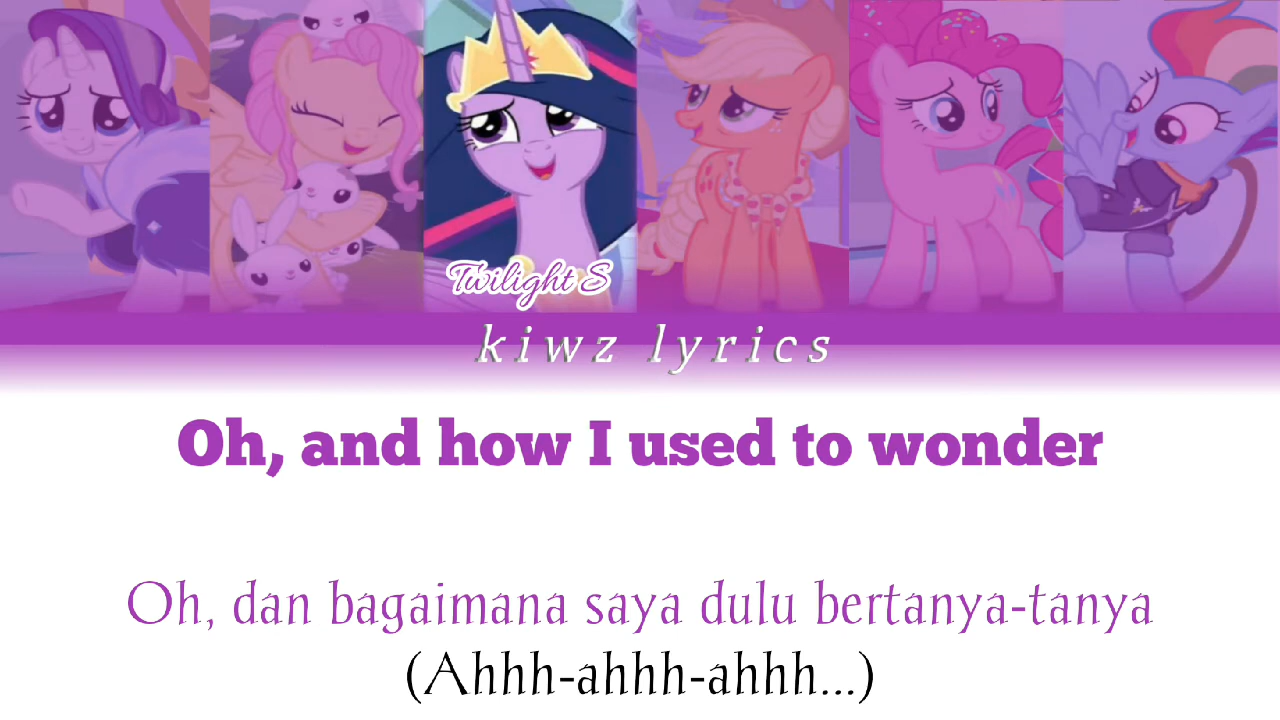 Twilight S
kiwz lyrics
Oh, and how I used to wonder
Oh, dan bagaimana saya dulu bertanya-tanya
(Ahhh-ahhh-ahhh...)